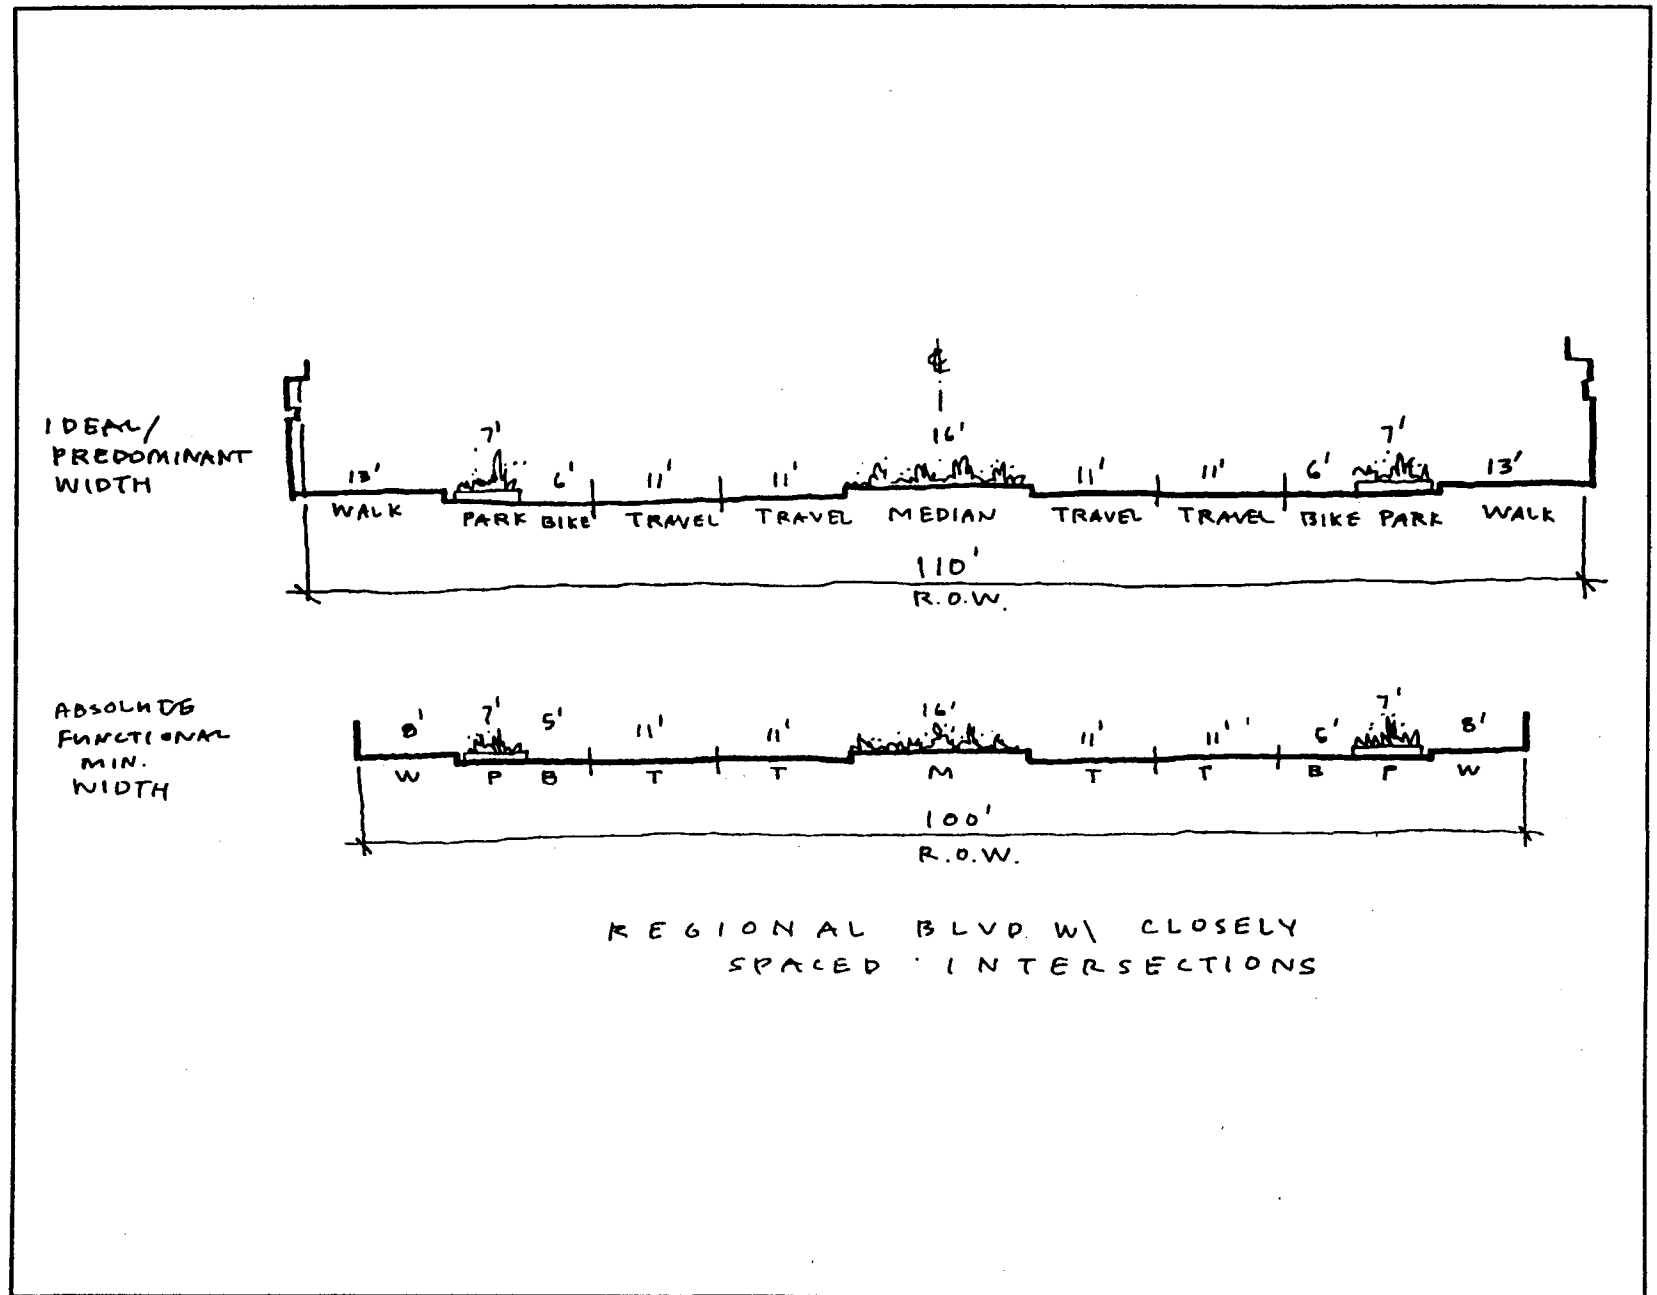 IDEAL/
PREDOMINANT
WIDTH
13' 7' 6' 11' 11' 16' 11' 11' 6' 7' 13'
WALK PARK BIKE TRAVEL TRAVEL MEDIAN TRAVEL TRAVEL BIKE PARK WALK
110'
R.O.W.
ABSOLUTE
FUNCTIONAL
MIN.
WIDTH
8' 7' 5' 11' 11' 16' 11' 11' 5' 7' 8'
W P B T T M T T B P W
100'
R.O.W.
REGIONAL BLVD. W\ CLOSELY
SPACED INTERSECTIONS